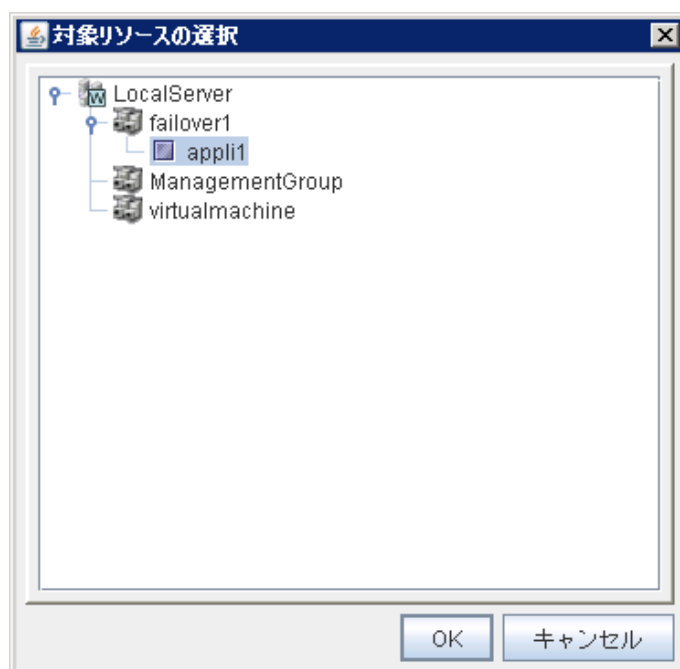 対象リソースの選択
LocalServer
failover1
appli1
ManagementGroup
virtualmachine
OK キャンセル